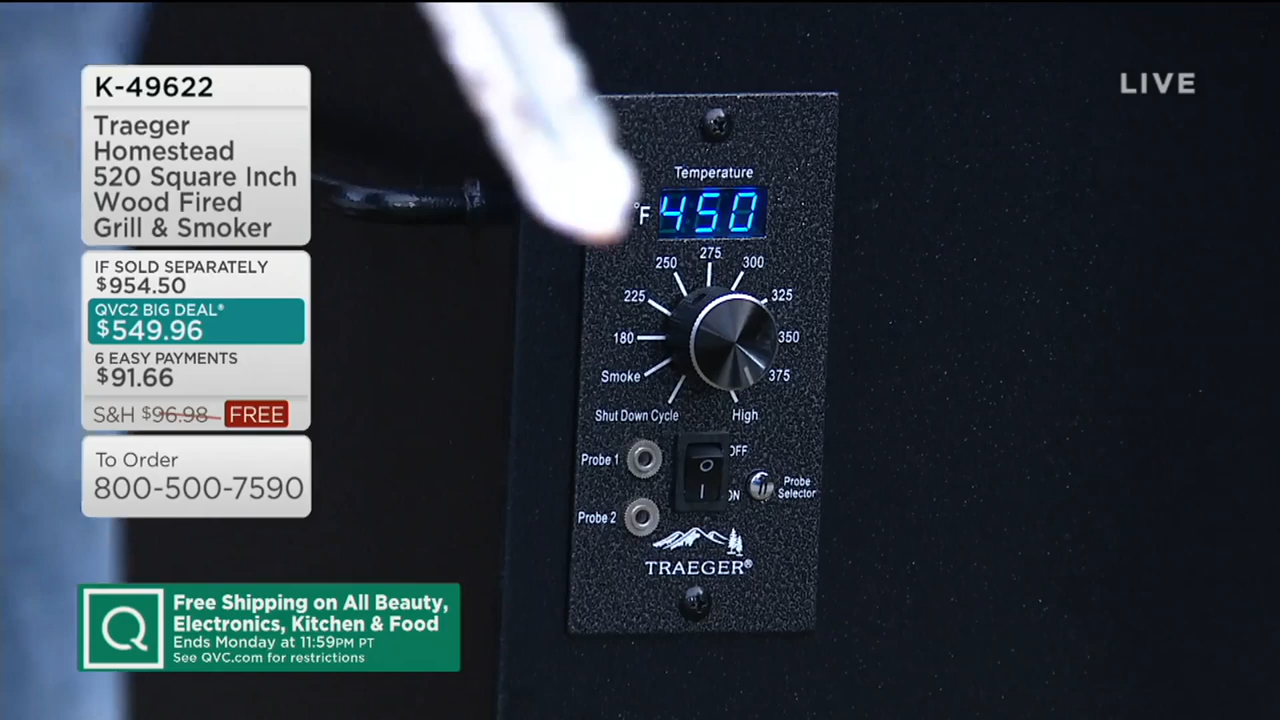 K-49622
Traeger
Homestead
520 Square Inch
Wood Fired
Grill & Smoker
IF SOLD SEPARATELY
$954.50
QVC2 BIG DEAL®
$549.96
6 EASY PAYMENTS
$91.66
S&H $96.98 FREE
To Order
800-500-7590
Q
Free Shipping on All Beauty,
Electronics, Kitchen & Food
Ends Monday at 11:59PM PT
See QVC.com for restrictions
LIVE
Temperature
°F 450
275
250 300
225 325
180 350
Smoke 375
Shut Down Cycle High
Probe 1 OFF
Probe
Selector
ON
Probe 2
TRAEGER®